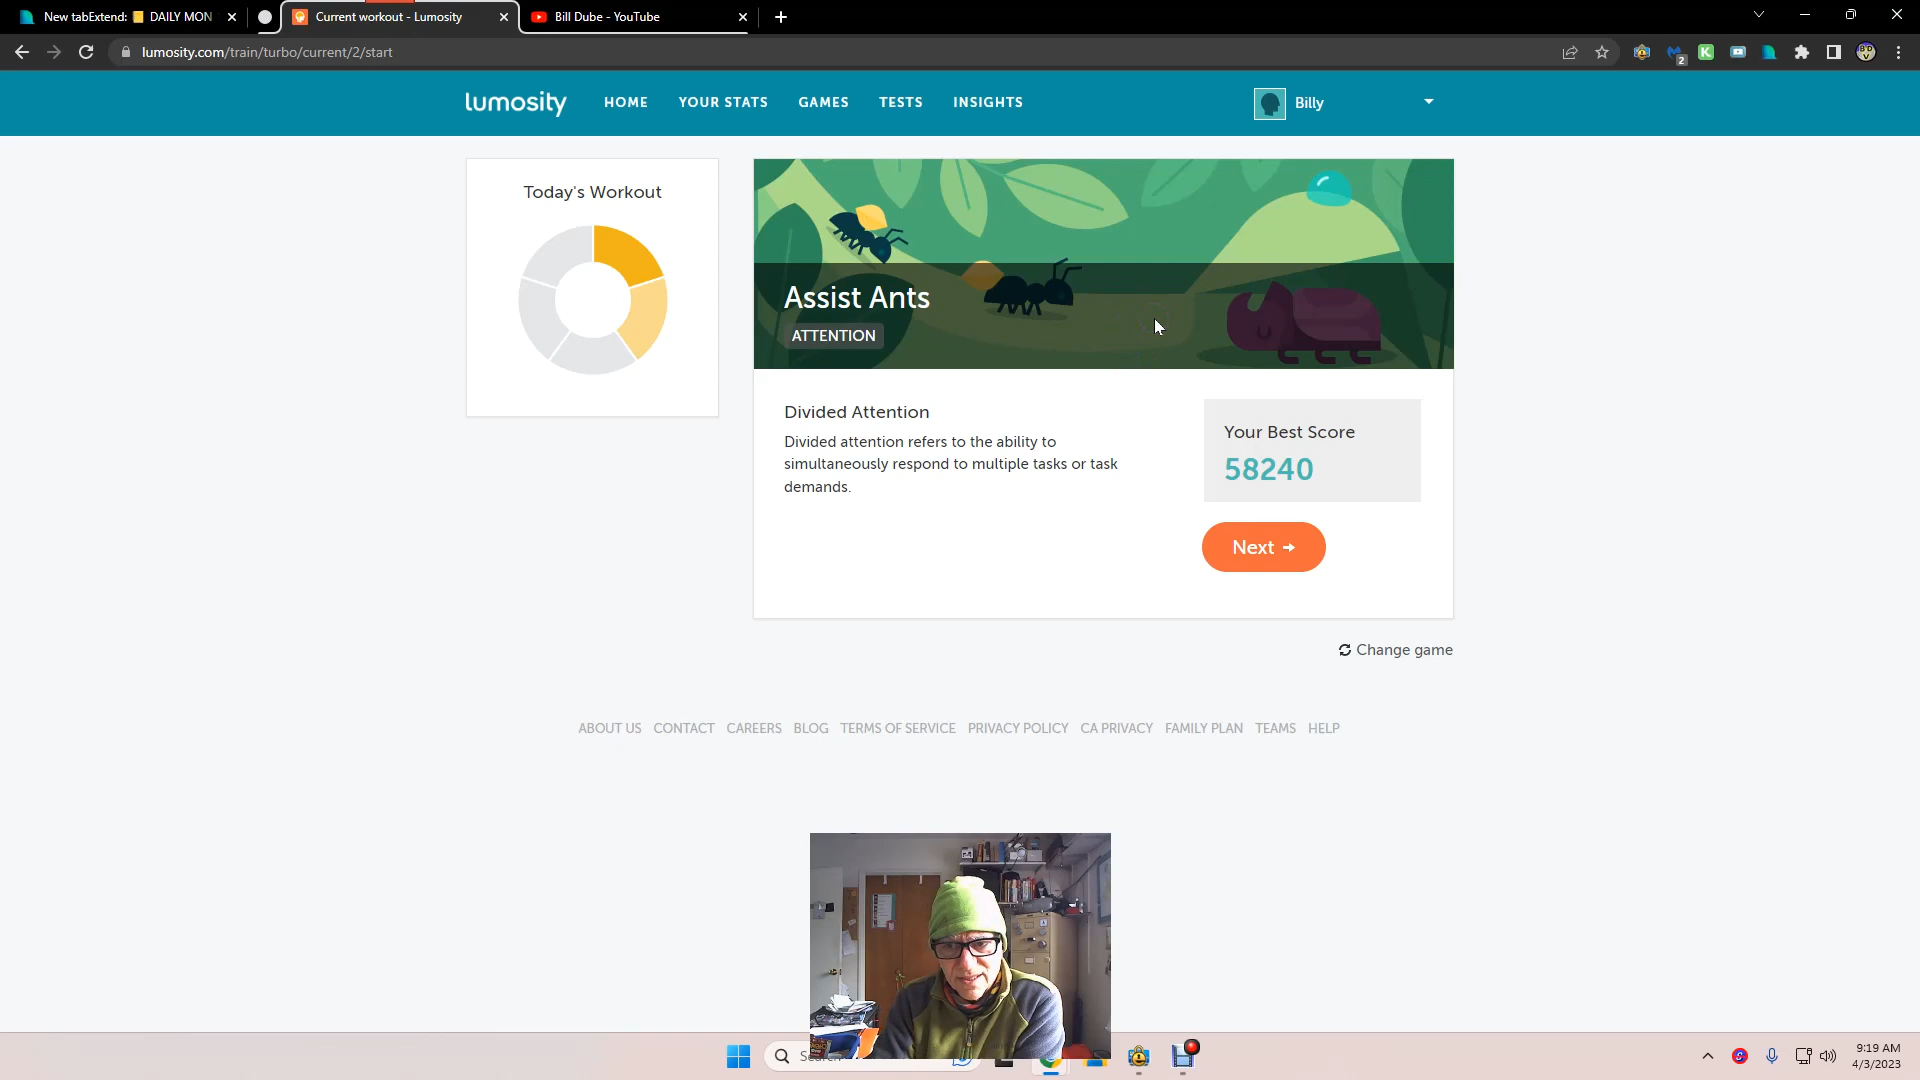 New tabExtend: 📒 DAILY MON
Current workout - Lumosity
Bill Dube - YouTube
lumosity.com/train/turbo/current/2/start
2
lumosity
HOME
YOUR STATS
GAMES
TESTS
INSIGHTS
Billy
Today's Workout
Assist Ants
ATTENTION
Divided Attention
Divided attention refers to the ability to
simultaneously respond to multiple tasks or task
demands.
Your Best Score
58240
Next →
Change game
ABOUT US CONTACT CAREERS BLOG TERMS OF SERVICE PRIVACY POLICY CA PRIVACY FAMILY PLAN TEAMS HELP
9:19 AM
4/3/2023